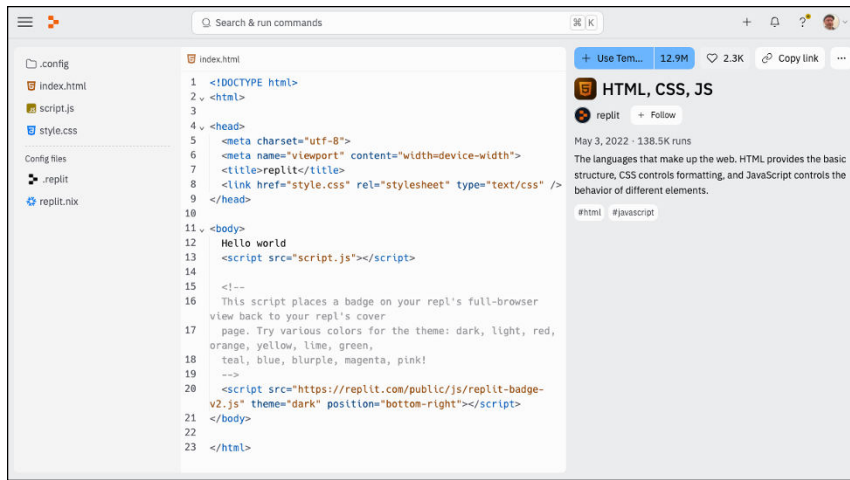 Search & run commands
⌘ K
+
?
.config
index.html
script.js
style.css
Config files
.replit
replit.nix
index.html
1 <!DOCTYPE html>
2 <html>
3
4 <head>
5 <meta charset="utf-8">
6 <meta name="viewport" content="width=device-width">
7 <title>replit</title>
8 <link href="style.css" rel="stylesheet" type="text/css" />
9 </head>
10
11 <body>
12 Hello world
13 <script src="script.js"></script>
14
15 <!--
16 This script places a badge on your repl's full-browser
view back to your repl's cover
17 page. Try various colors for the theme: dark, light, red,
orange, yellow, lime, green,
18 teal, blue, blurple, magenta, pink!
19 -->
20 <script src="https://replit.com/public/js/replit-badge-
v2.js" theme="dark" position="bottom-right"></script>
21 </body>
22
23 </html>
+ Use Tem... 12.9M 2.3K Copy link ...
HTML, CSS, JS
replit + Follow
May 3, 2022 · 138.5K runs
The languages that make up the web. HTML provides the basic
structure, CSS controls formatting, and JavaScript controls the
behavior of different elements.
#html #javascript